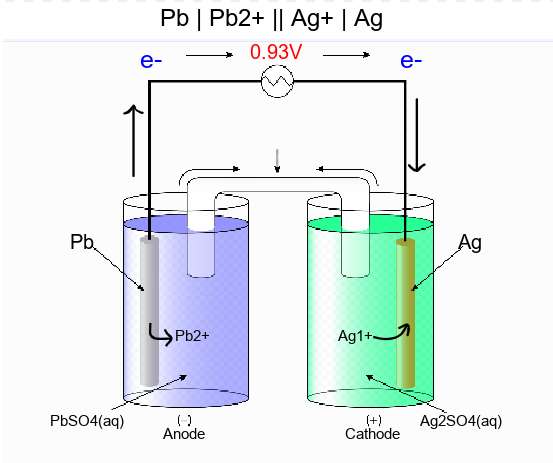 Pb | Pb2+ || Ag+ | Ag
0.93V
e-
e-
Pb
Ag
Pb2+
Ag1+
PbSO4(aq)
(-)
Anode
(+)
Cathode
Ag2SO4(aq)